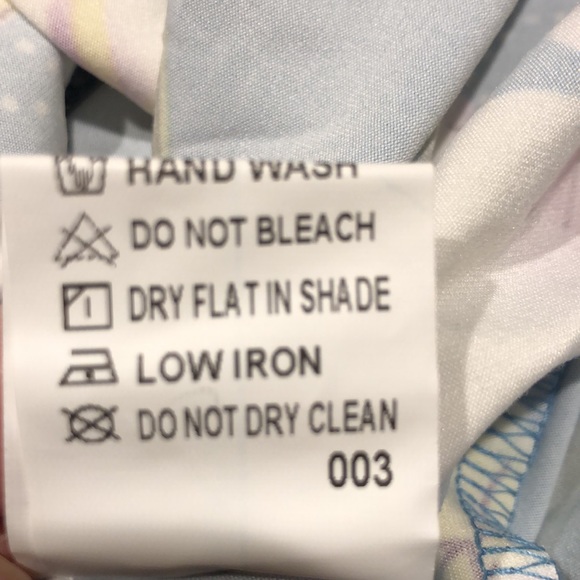 HAND WASH
DO NOT BLEACH
DRY FLAT IN SHADE
LOW IRON
DO NOT DRY CLEAN
003